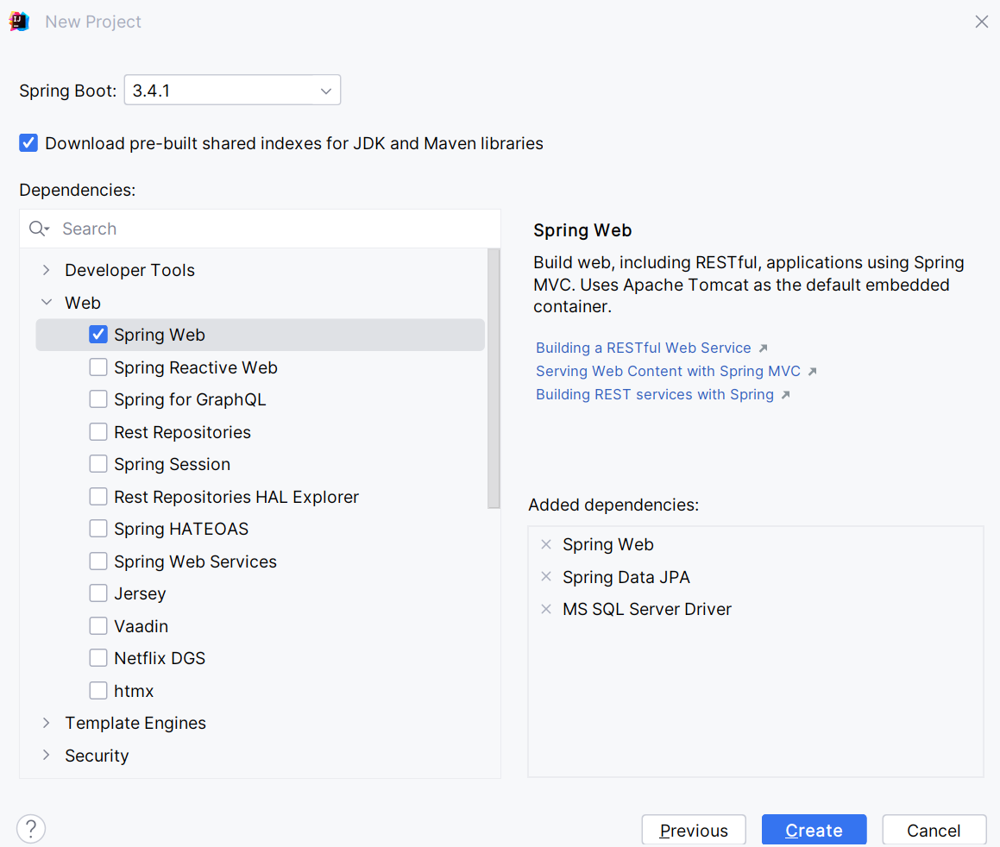 New Project
Spring Boot: 3.4.1
Download pre-built shared indexes for JDK and Maven libraries
Dependencies:
Search
Developer Tools
Web
Spring Web
Spring Reactive Web
Spring for GraphQL
Rest Repositories
Spring Session
Rest Repositories HAL Explorer
Spring HATEOAS
Spring Web Services
Jersey
Vaadin
Netflix DGS
htmx
Template Engines
Security
Spring Web
Build web, including RESTful, applications using Spring
MVC. Uses Apache Tomcat as the default embedded
container.
Building a RESTful Web Service
Serving Web Content with Spring MVC
Building REST services with Spring
Added dependencies:
Spring Web
Spring Data JPA
MS SQL Server Driver
?
Previous
Create
Cancel